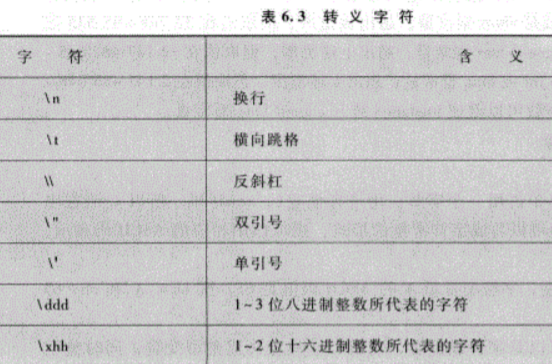 表 6.3 转义字符
字 符 含 义
\n 换行
\t 横向跳格
\\ 反斜杠
\" 双引号
\' 单引号
\ddd 1~3 位八进制整数所代表的字符
\xhh 1~2 位十六进制整数所代表的字符